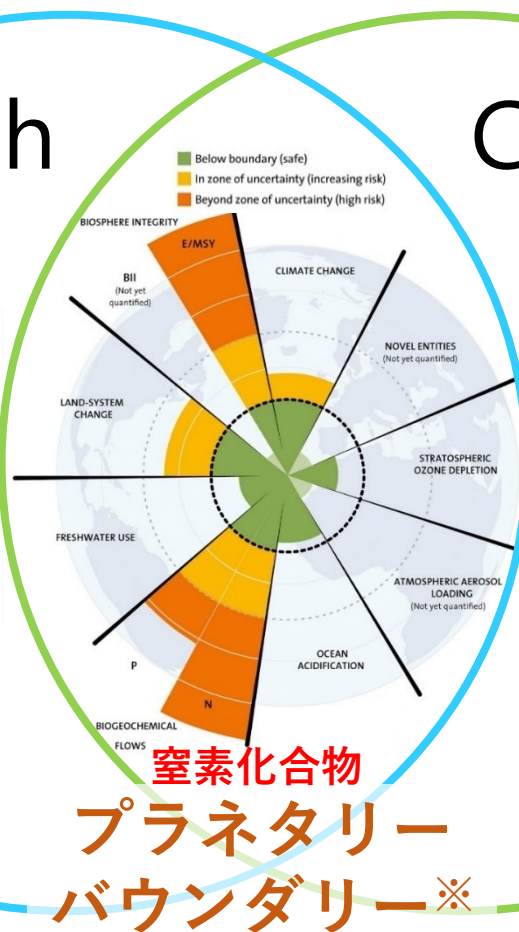 h
C
Below boundary (safe)
In zone of uncertainty (increasing risk)
Beyond zone of uncertainty (high risk)
BIOSPHERE INTEGRITY
E/MSY
BII
(Not yet
quantified)
CLIMATE CHANGE
NOVEL ENTITIES
(Not yet quantified)
LAND-SYSTEM
CHANGE
STRATOSPHERIC
OZONE DEPLETION
FRESHWATER USE
ATMOSPHERIC AEROSOL
LOADING
(Not yet quantified)
OCEAN
ACIDIFICATION
P
N
BIOGEOCHEMICAL
FLOWS
窒素化合物
プラネタリー
バウンダリー※